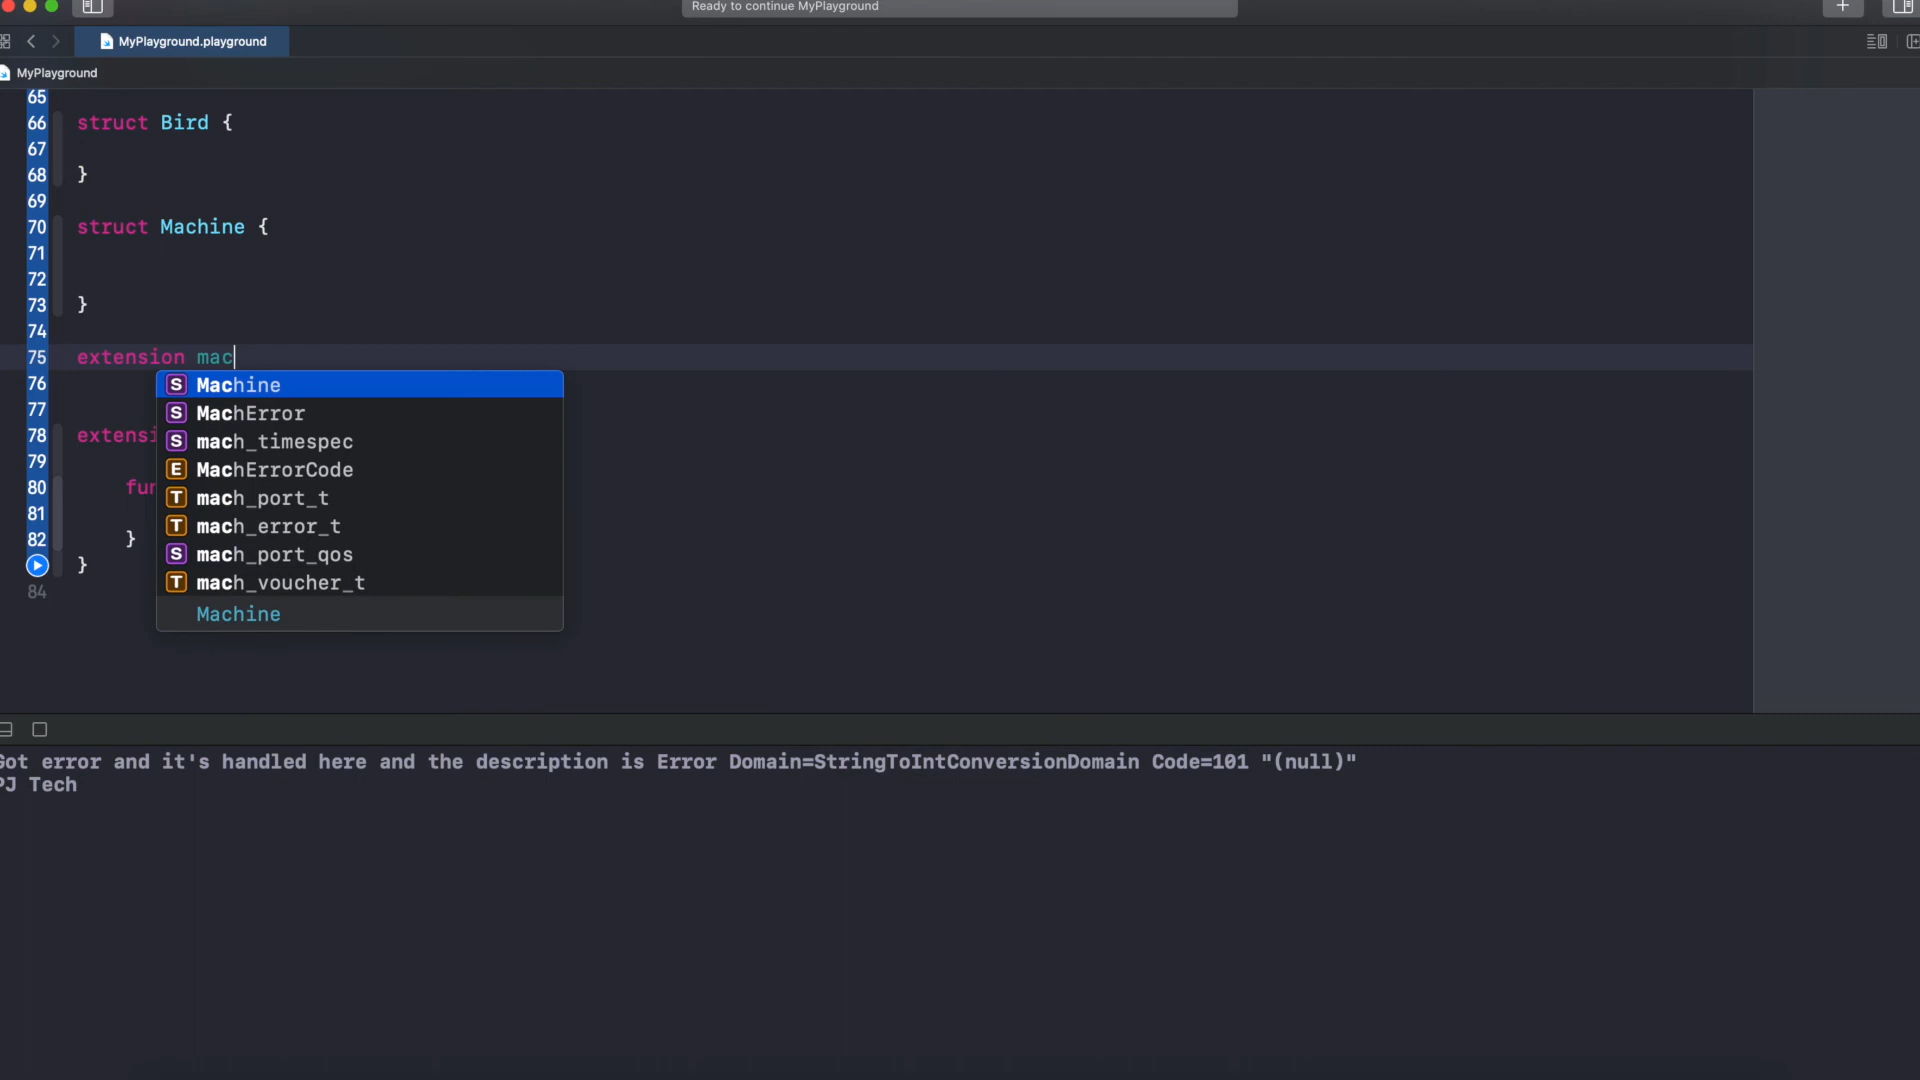 Ready to continue MyPlayground
MyPlayground.playground
MyPlayground
65
66 struct Bird {
67
68 }
69
70 struct Machine {
71
72
73 }
74
75 extension mac
76
77
78 extensi
79
80 fun
81
82 }
}
84
S Machine
S MachError
S mach_timespec
E MachErrorCode
T mach_port_t
T mach_error_t
S mach_port_qos
T mach_voucher_t
Machine
Got error and it's handled here and the description is Error Domain=StringToIntConversionDomain Code=101 "(null)"
PJ Tech